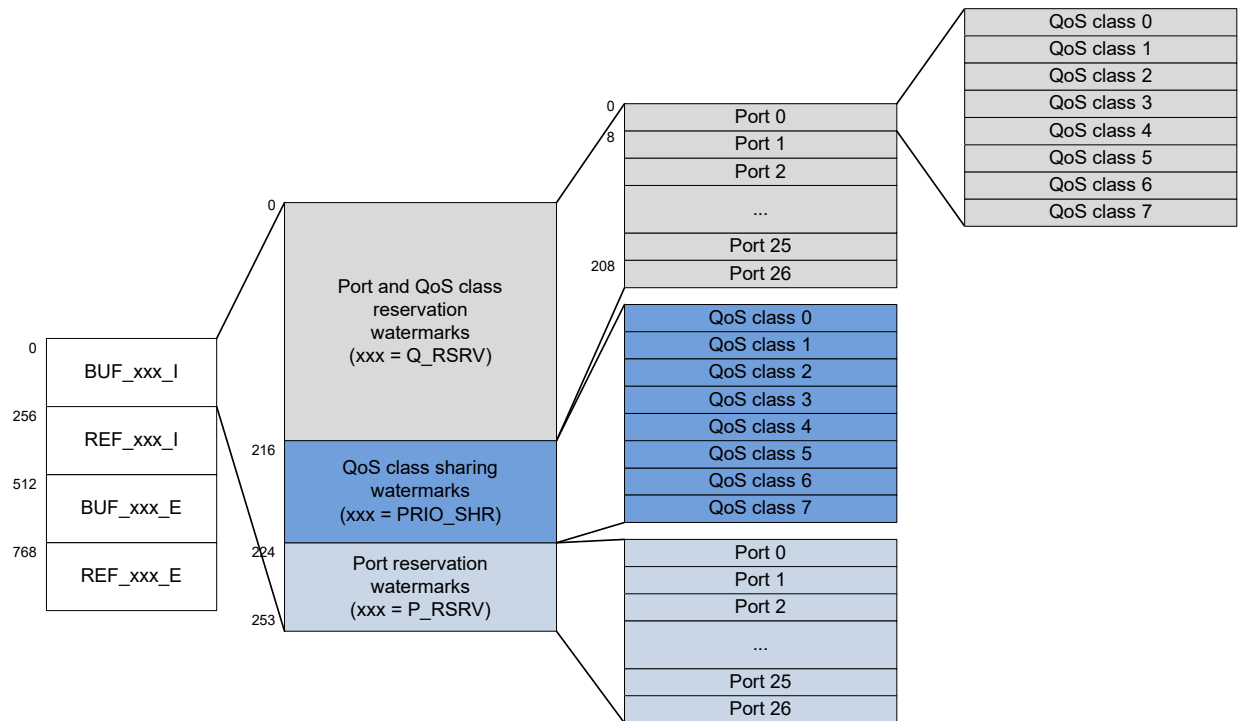 0
BUF_xxx_I
256
REF_xxx_I
512
BUF_xxx_E
768
REF_xxx_E
0
Port and QoS class
reservation
watermarks
(xxx = Q_RSRV)
216
QoS class sharing
watermarks
(xxx = PRIO_SHR)
224
Port reservation
watermarks
(xxx = P_RSRV)
253
0
Port 0
8
Port 1
Port 2
...
Port 25
208
Port 26
QoS class 0
QoS class 1
QoS class 2
QoS class 3
QoS class 4
QoS class 5
QoS class 6
QoS class 7
Port 0
Port 1
Port 2
...
Port 25
Port 26
QoS class 0
QoS class 1
QoS class 2
QoS class 3
QoS class 4
QoS class 5
QoS class 6
QoS class 7